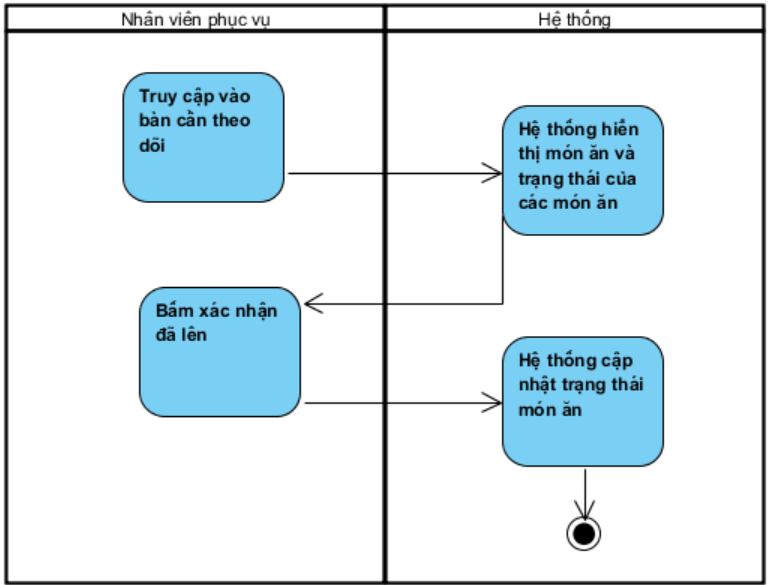 Nhân viên phục vụ
Hệ thống
Truy cập vào
bàn cần theo
dõi
Hệ thống hiển
thị món ăn và
trạng thái của
các món ăn
Bấm xác nhận
đã lên
Hệ thống cập
nhật trạng thái
món ăn